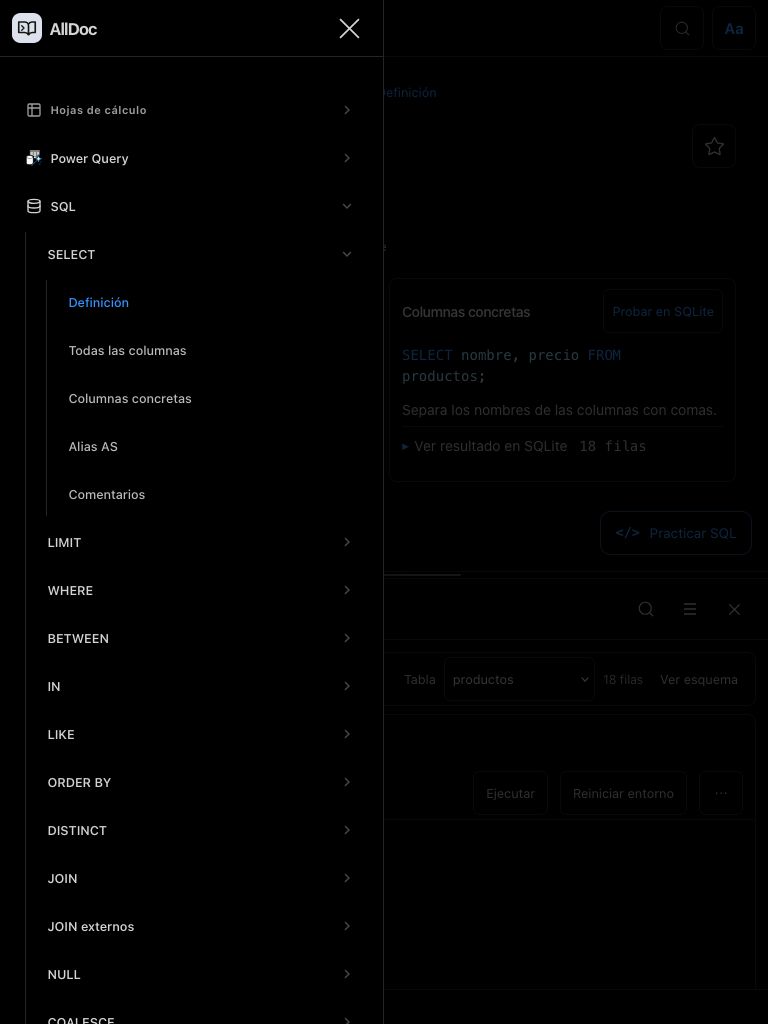 AllDoc
Aa
Hojas de cálculo
Power Query
SQL
SELECT
Definición
Todas las columnas
Columnas concretas
Alias AS
Comentarios
LIMIT
WHERE
BETWEEN
IN
LIKE
ORDER BY
DISTINCT
JOIN
JOIN externos
NULL
COALESCE
Definición
Columnas concretas
Probar en SQLite
SELECT nombre, precio FROM
productos;
Separa los nombres de las columnas con comas.
▸ Ver resultado en SQLite 18 filas
</> Practicar SQL
Tabla productos 18 filas Ver esquema
Ejecutar Reiniciar entorno ...